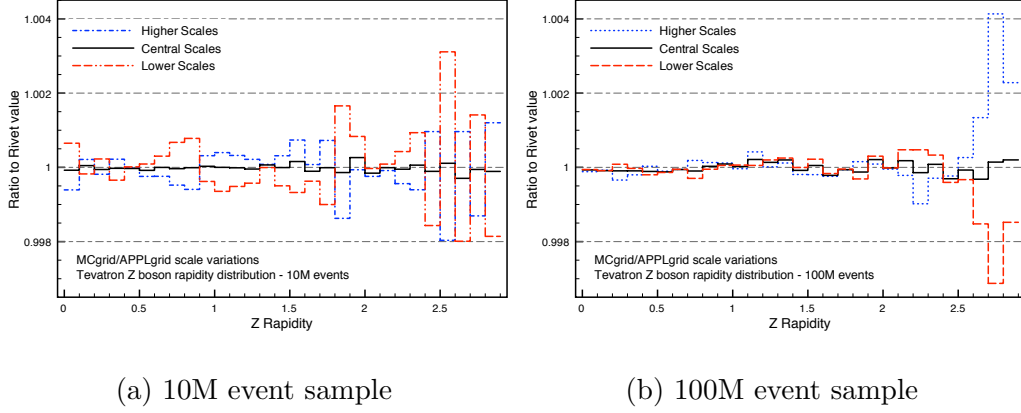 1.004
1.002
1
0.998
Ratio to Rivet value
Higher Scales
Central Scales
Lower Scales
MCgrid/APPLgrid scale variations
Tevatron Z boson rapidity distribution - 10M events
0 0.5 1 1.5 2 2.5
Z Rapidity
(a) 10M event sample
1.004
1.002
1
0.998
Ratio to Rivet value
Higher Scales
Central Scales
Lower Scales
MCgrid/APPLgrid scale variations
Tevatron Z boson rapidity distribution - 100M events
0 0.5 1 1.5 2 2.5
Z Rapidity
(b) 100M event sample